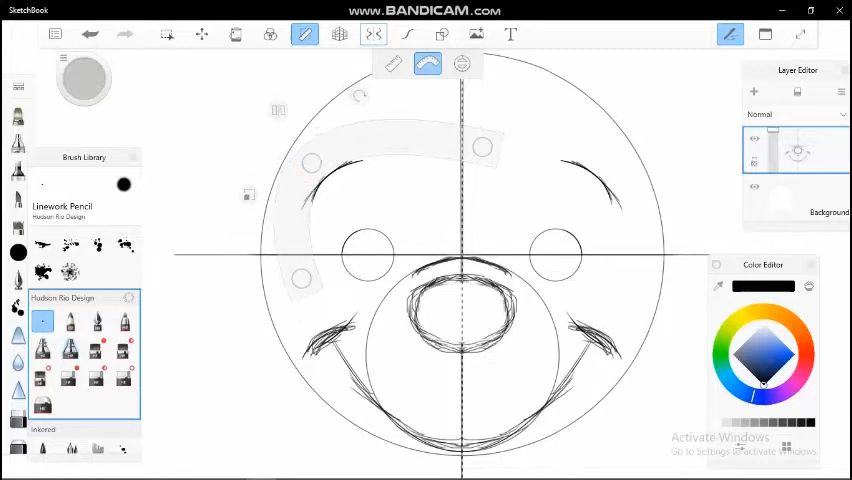 SketchBook
WWW.BANDICAM.COM
T
Layer Editor
Normal
Background
Brush Library
Linework Pencil
Hudson Rio Design
Hudson Rio Design
Inkered
Color Editor
Activate Windows
Go to Settings to activate Windows.